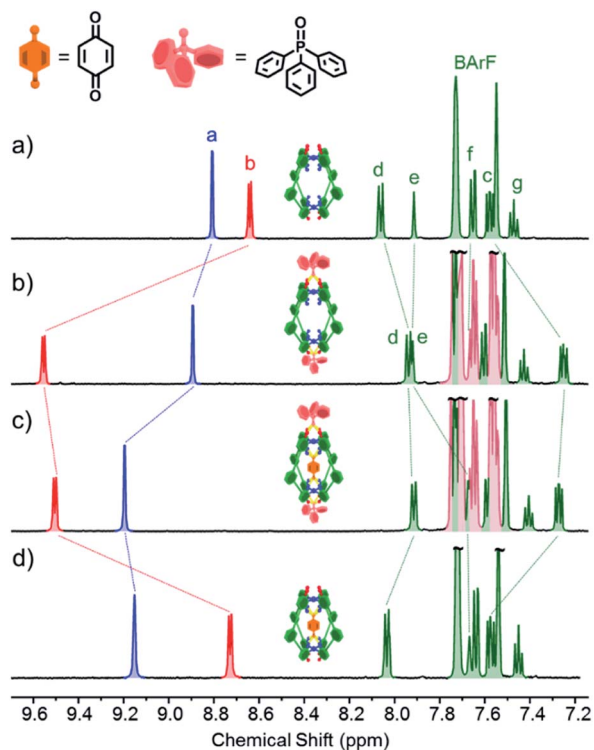 O
= O
= O
P
BArF
a)
a
b
d
e
f
c
g
b)
d
e
c)
d)
9.6 9.4 9.2 9.0 8.8 8.6 8.4 8.2 8.0 7.8 7.6 7.4 7.2
Chemical Shift (ppm)